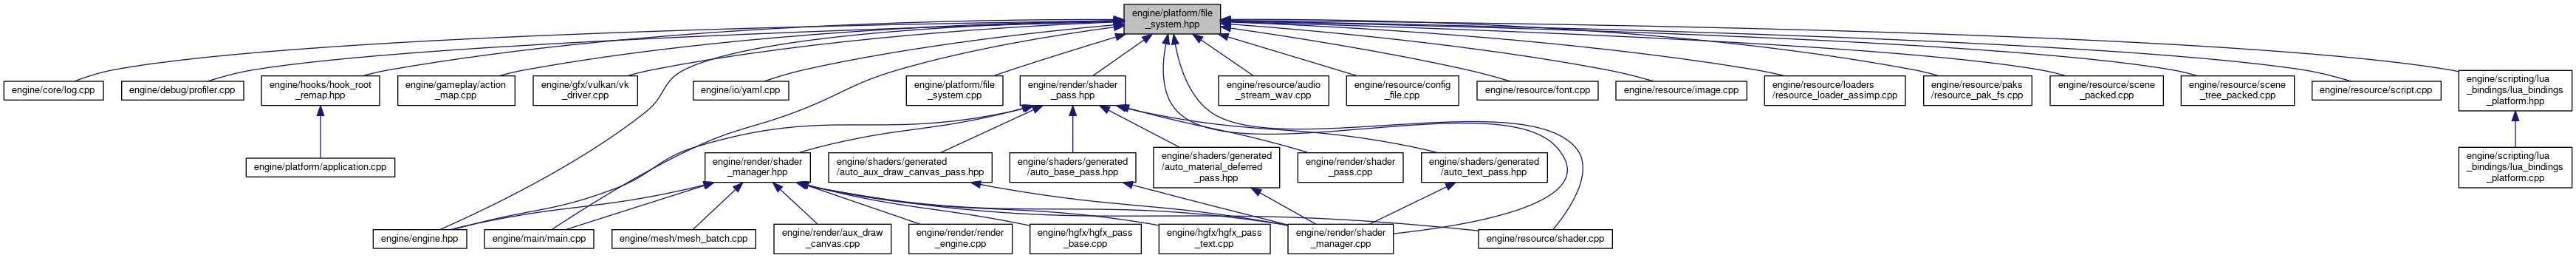 engine/platform/file
_system.hpp
engine/core/log.cpp
engine/debug/profiler.cpp
engine/hooks/hook_root
_remap.hpp
engine/gameplay/action
_map.cpp
engine/gfx/vulkan/vk
_driver.cpp
engine/io/yaml.cpp
engine/platform/file
_system.cpp
engine/render/shader
_pass.hpp
engine/resource/audio
_stream_wav.cpp
engine/resource/config
_file.cpp
engine/resource/font.cpp
engine/resource/image.cpp
engine/resource/loaders
/resource_loader_assimp.cpp
engine/resource/paks
/resource_pak_fs.cpp
engine/resource/scene
_packed.cpp
engine/resource/scene
_tree_packed.cpp
engine/resource/script.cpp
engine/scripting/lua
_bindings/lua_bindings
_platform.hpp
engine/platform/application.cpp
engine/render/shader
_manager.hpp
engine/shaders/generated
/auto_aux_draw_canvas_pass.hpp
engine/shaders/generated
/auto_base_pass.hpp
engine/shaders/generated
/auto_material_deferred
_pass.hpp
engine/render/shader
_pass.cpp
engine/shaders/generated
/auto_text_pass.hpp
engine/scripting/lua
_bindings/lua_bindings
_platform.cpp
engine/engine.hpp
engine/main/main.cpp
engine/mesh/mesh_batch.cpp
engine/render/aux_draw
_canvas.cpp
engine/render/render
_engine.cpp
engine/hgfx/hgfx_pass
_base.cpp
engine/hgfx/hgfx_pass
_text.cpp
engine/render/shader
_manager.cpp
engine/resource/shader.cpp